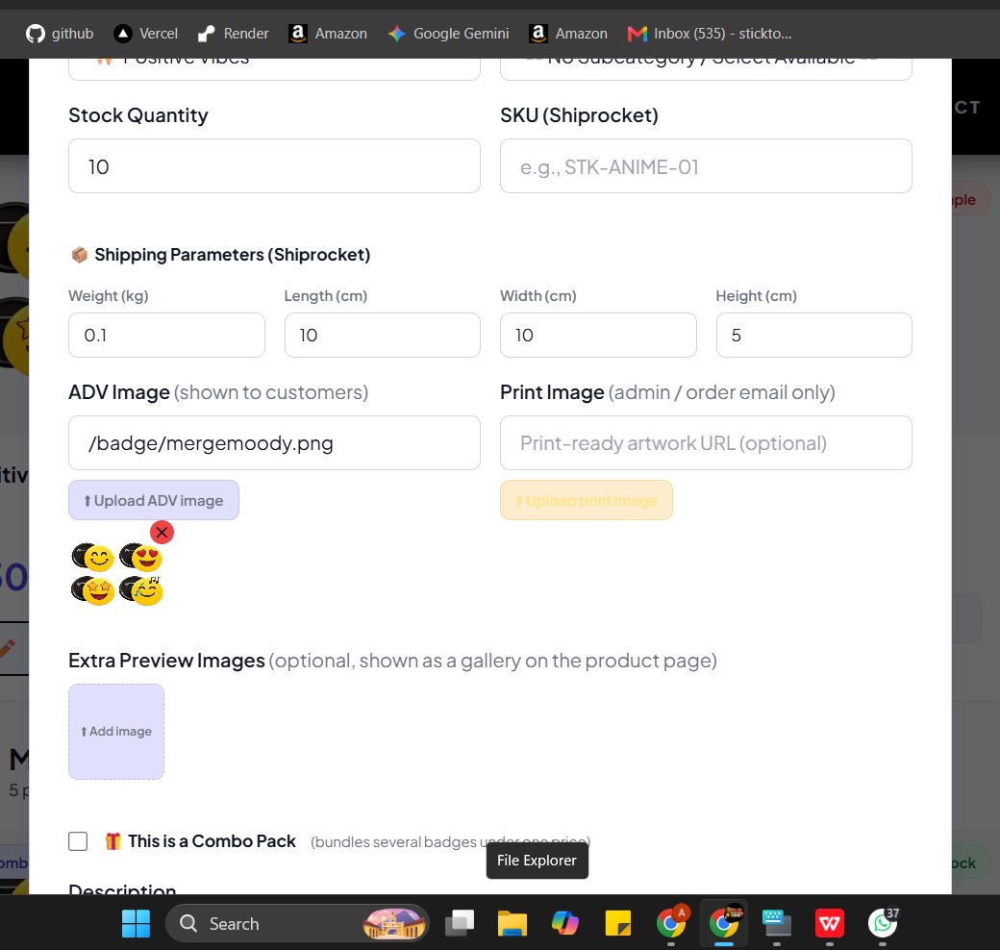 github Vercel Render Amazon Google Gemini Amazon Inbox (535) - stickto...
Positive Vibes
-- No Subcategory / Select Available --
CT
Stock Quantity
SKU (Shiprocket)
10
e.g., STK-ANIME-01
ple
📦 Shipping Parameters (Shiprocket)
Weight (kg) Length (cm) Width (cm) Height (cm)
0.1 10 10 5
ADV Image (shown to customers)
Print Image (admin / order email only)
/badge/mergemoody.png
Print-ready artwork URL (optional)
itiv
⬆ Upload ADV image
⬆ Upload print image
50
Extra Preview Images (optional, shown as a gallery on the product page)
⬆ Add image
M
5 p
🎁 This is a Combo Pack (bundles several badges under one price)
omb
ock
File Explorer
Description
Search
A
37